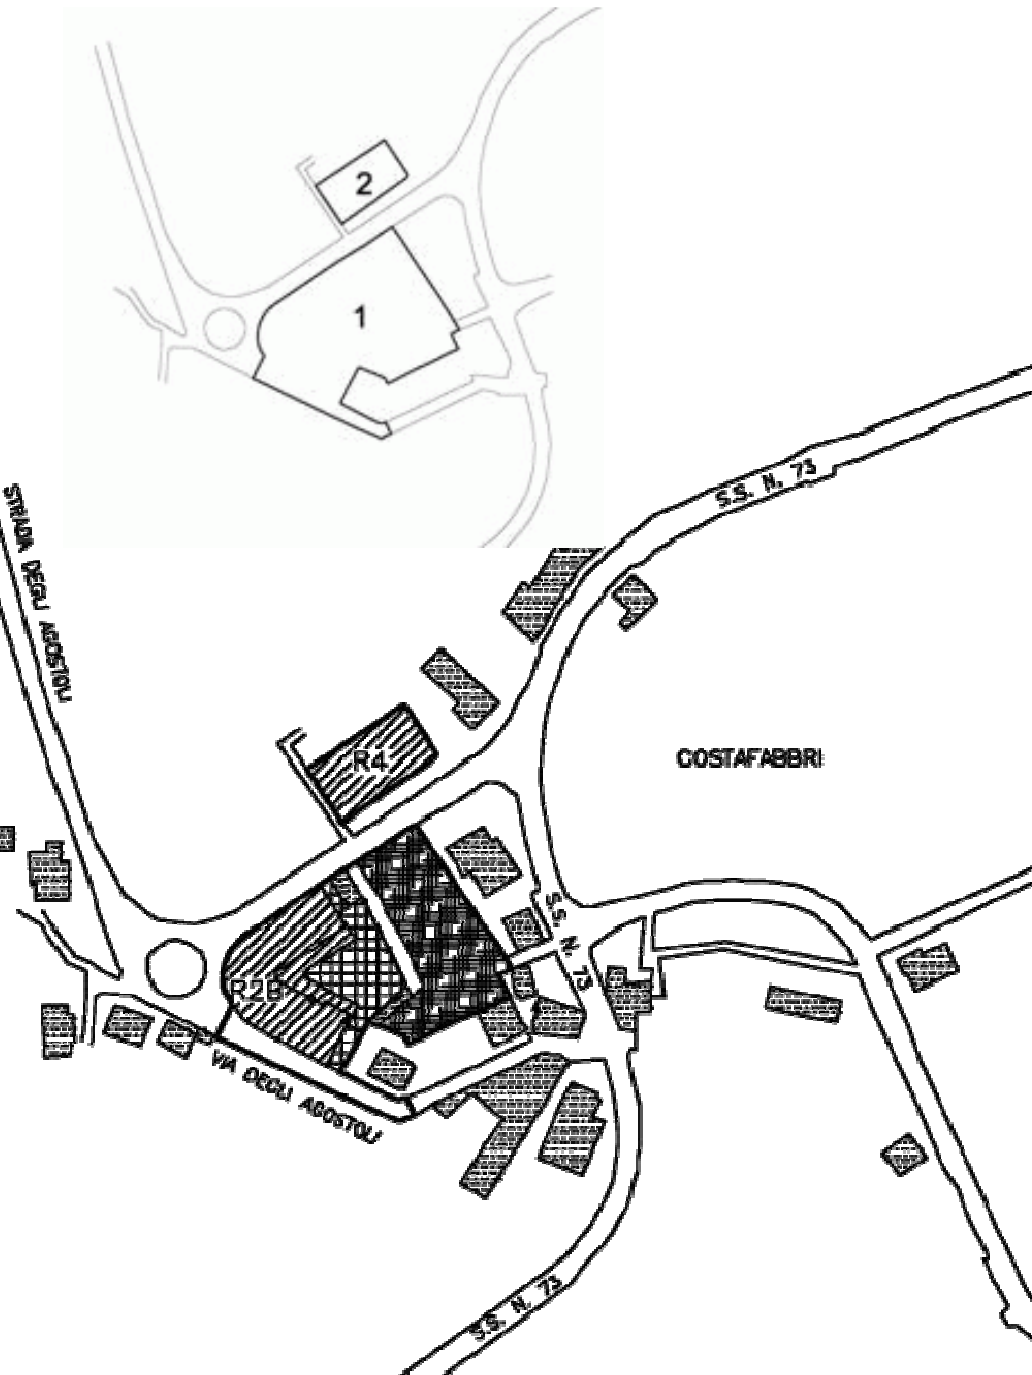 2
1
S.S. N. 73
STRADA DEGLI AGOSTOLI
R4
COSTAFABBRI
S.S. N. 73
R2B
VIA DEGLI AGOSTOLI
S.S. N. 73